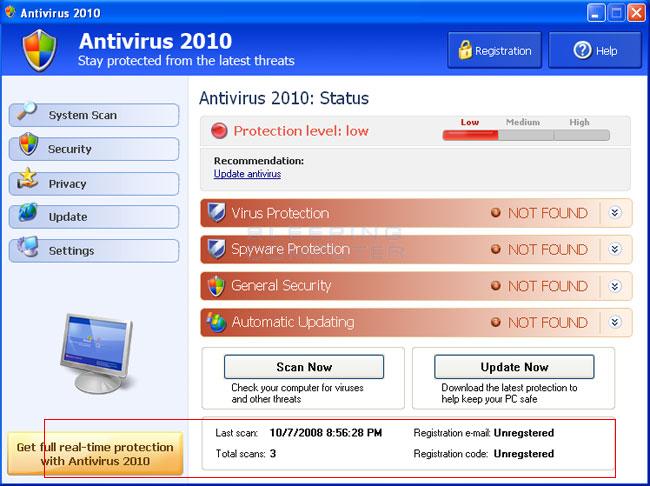 Antivirus 2010
Antivirus 2010
Stay protected from the latest threats
Registration
Help
System Scan
Security
Privacy
Update
Settings
Get full real-time protection
with Antivirus 2010
Antivirus 2010: Status
Protection level: low
Low Medium High
Recommendation:
Update antivirus
Virus Protection NOT FOUND
Spyware Protection NOT FOUND
General Security NOT FOUND
Automatic Updating NOT FOUND
BLEEPING
COMPUTER
Scan Now
Check your computer for viruses
and other threats
Update Now
Download the latest protection to
help keep your PC safe
Last scan: 10/7/2008 8:56:28 PM
Total scans: 3
Registration e-mail: Unregstered
Registration code: Unregstered